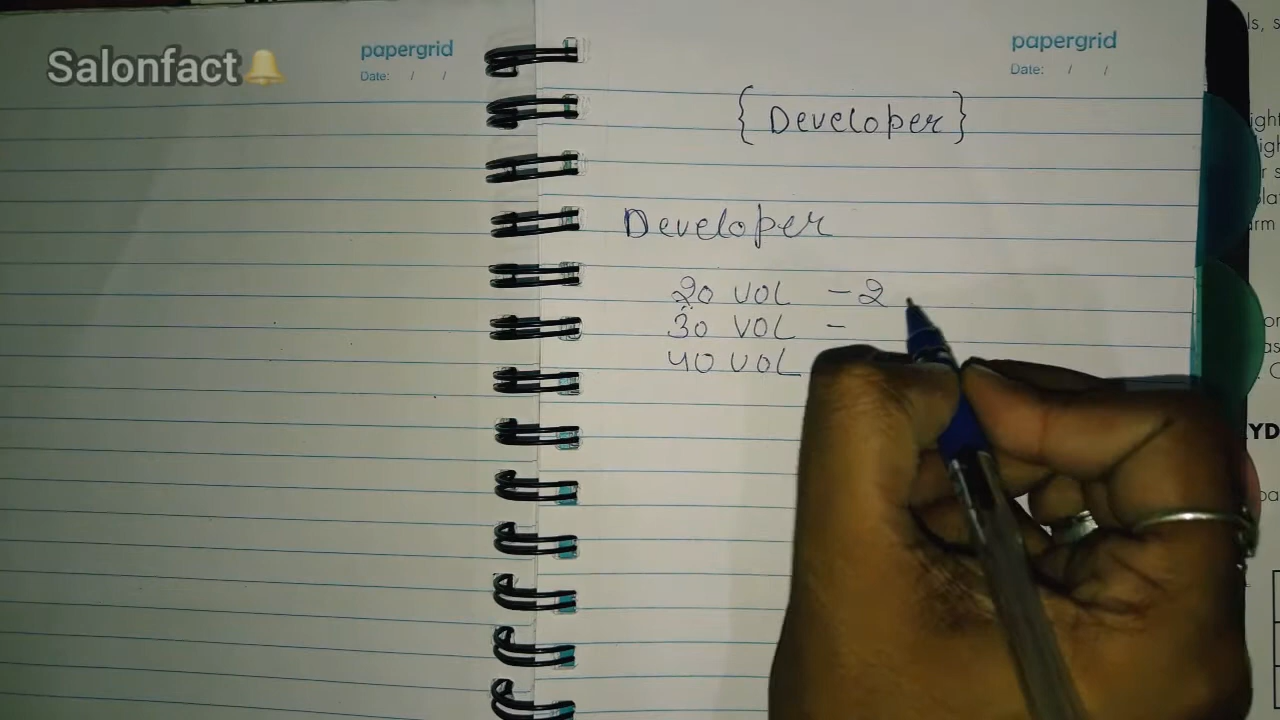 Salonfact
papergrid
Date: / /
papergrid
Date: / /
{Developer}
Developer
20 VOL - 2
30 VOL -
40 VOL